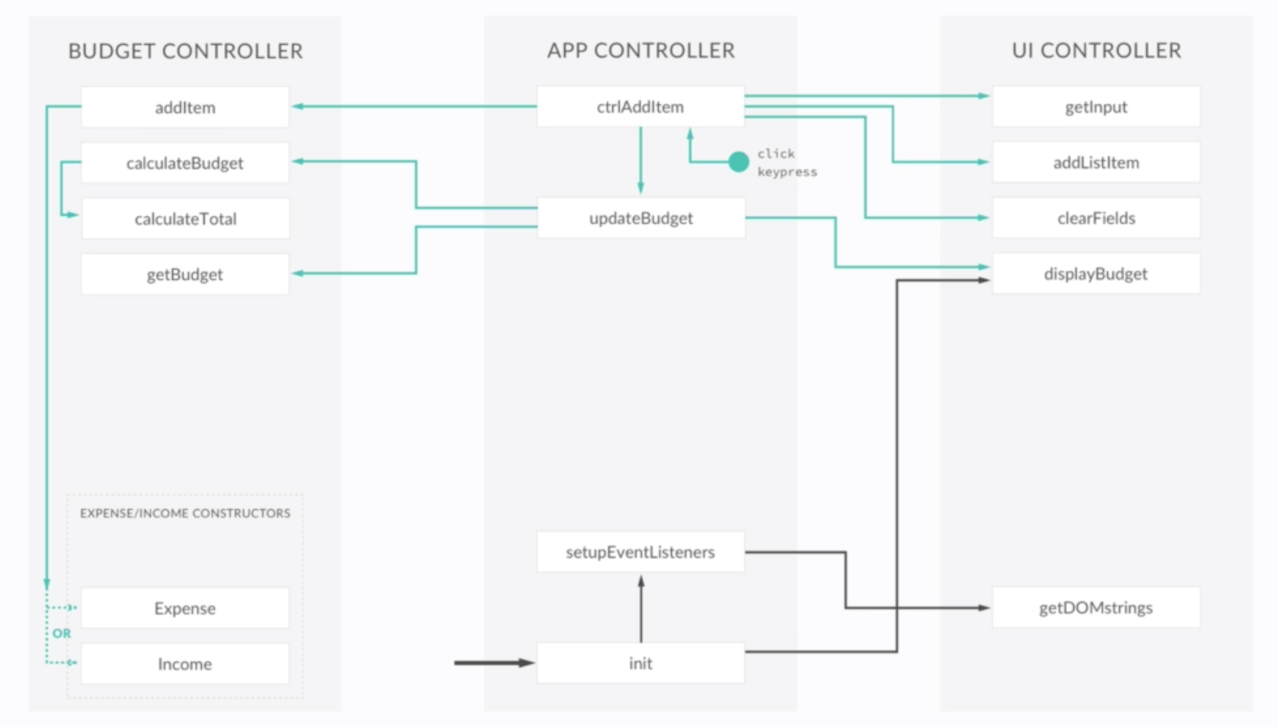 BUDGET CONTROLLER
APP CONTROLLER
UI CONTROLLER
addItem
ctrlAddItem
getInput
calculateBudget
click
keypress
addListItem
calculateTotal
updateBudget
clearFields
getBudget
displayBudget
EXPENSE/INCOME CONSTRUCTORS
setupEventListeners
Expense
getDOMstrings
OR
Income
init